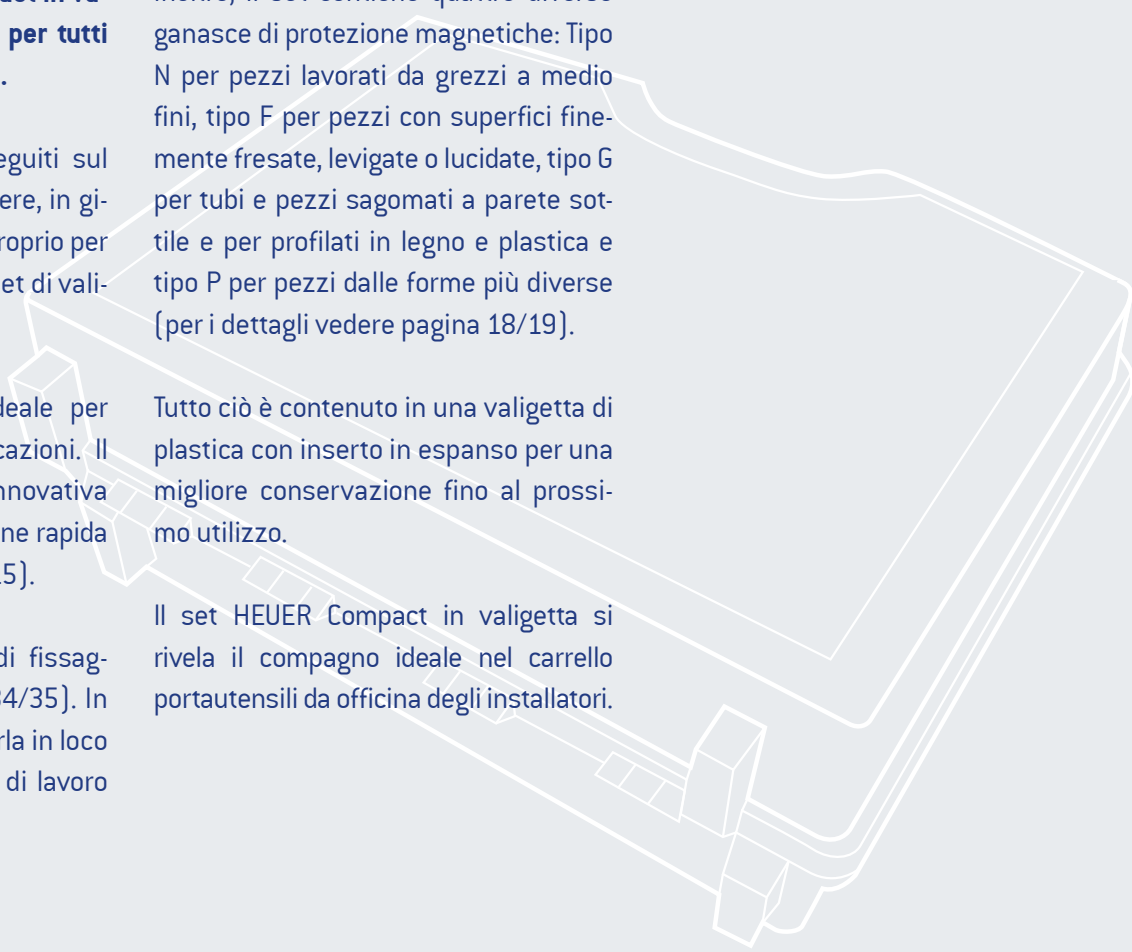 per tutti
.
eguiti sul
ere, in gi-
roprio per
et di vali-
deale per
cazioni. Il
nnovativa
ne rapida
15).
di fissag-
34/35). In
rla in loco
di lavoro
ganasce di protezione magnetiche: Tipo
N per pezzi lavorati da grezzi a medio
fini, tipo F per pezzi con superfici fine-
mente fresate, levigate o lucidate, tipo G
per tubi e pezzi sagomati a parete sot-
tile e per profilati in legno e plastica e
tipo P per pezzi dalle forme più diverse
(per i dettagli vedere pagina 18/19).
Tutto ciò è contenuto in una valigetta di
plastica con inserto in espanso per una
migliore conservazione fino al prossi-
mo utilizzo.
Il set HEUER Compact in valigetta si
rivela il compagno ideale nel carrello
portautensili da officina degli installatori.